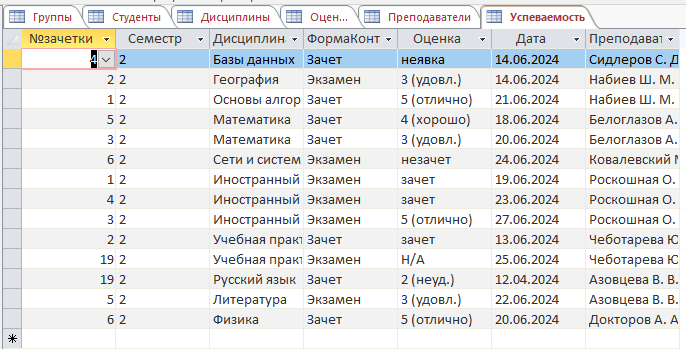 Группы Студенты Дисциплины Оцен... Преподаватели Успеваемость
№зачетки Семестр Дисциплин ФормаКонт Оценка Дата Преподават
4 2 Базы данных Зачет неявка 14.06.2024 Сидлеров С. Д
2 2 География Экзамен 3 (удовл.) 14.06.2024 Набиев Ш. М.
1 2 Основы алгор Зачет 5 (отлично) 21.06.2024 Набиев Ш. М.
5 2 Математика Зачет 4 (хорошо) 18.06.2024 Белоглазов А.
3 2 Математика Зачет 3 (удовл.) 20.06.2024 Белоглазов А.
6 2 Сети и систем Экзамен незачет 24.06.2024 Ковалевский М
1 2 Иностранный Экзамен зачет 19.06.2024 Роскошная О.
4 2 Иностранный Экзамен зачет 23.06.2024 Роскошная О.
3 2 Иностранный Экзамен 5 (отлично) 27.06.2024 Роскошная О.
2 2 Учебная практ Зачет зачет 13.06.2024 Чеботарева Ю
19 2 Учебная практ Экзамен Н/А 25.06.2024 Чеботарева Ю
19 2 Русский язык Зачет 2 (неуд.) 12.04.2024 Азовцева В. В.
5 2 Литература Экзамен 3 (удовл.) 22.06.2024 Азовцева В. В.
6 2 Физика Зачет 5 (отлично) 20.06.2024 Докторов А. А